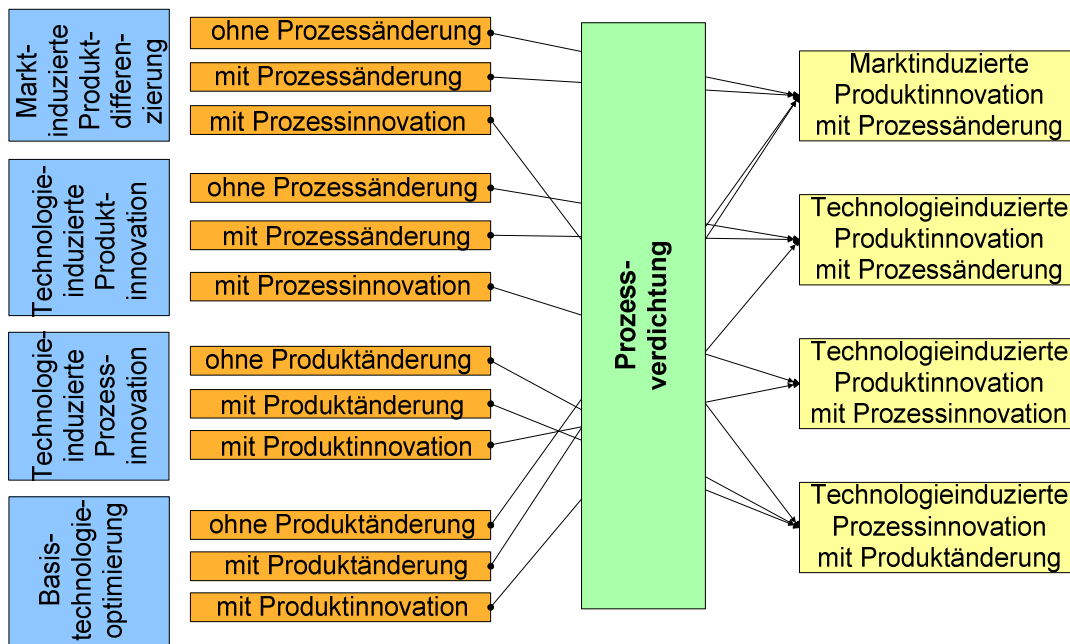 Markt-
induzierte
Produkt-
differen-
zierung
ohne Prozessänderung
mit Prozessänderung
mit Prozessinnovation
Technologie-
induzierte
Produkt-
innovation
ohne Prozessänderung
mit Prozessänderung
mit Prozessinnovation
Technologie-
induzierte
Prozess-
innovation
ohne Produktänderung
mit Produktänderung
mit Produktinnovation
Basis-
technologie-
optimierung
ohne Produktänderung
mit Produktänderung
mit Produktinnovation
Prozess-
verdichtung
Marktinduzierte
Produktinnovation
mit Prozessänderung
Technologieinduzierte
Produktinnovation
mit Prozessänderung
Technologieinduzierte
Produktinnovation
mit Prozessinnovation
Technologieinduzierte
Prozessinnovation
mit Produktänderung